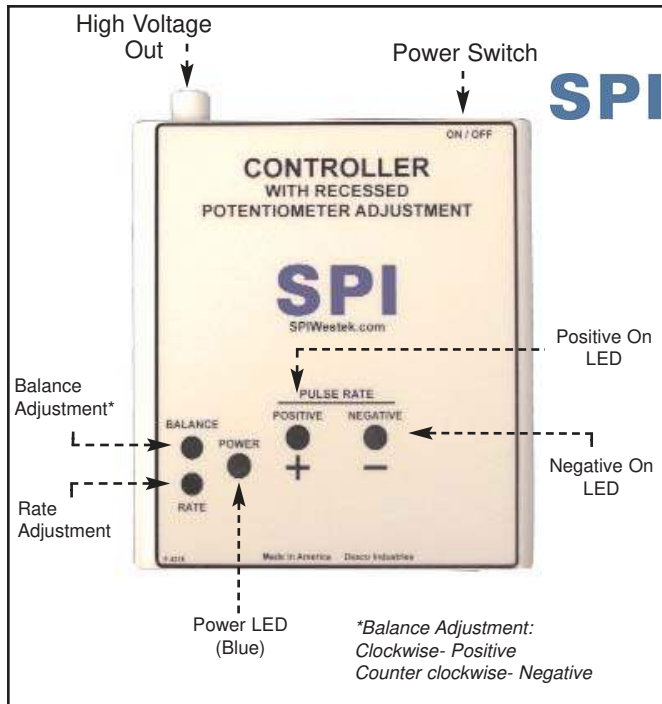 High Voltage
Out
Power Switch
SPI
ON / OFF
CONTROLLER
WITH RECESSED
POTENTIOMETER ADJUSTMENT
SPI
SPIWestek.com
Positive On
LED
PULSE RATE
Balance
Adjustment*
BALANCE
POSITIVE
NEGATIVE
POWER
+
−
Negative On
LED
Rate
Adjustment
RATE
Made in America
Desco Industries
Power LED
(Blue)
*Balance Adjustment:
Clockwise- Positive
Counter clockwise- Negative